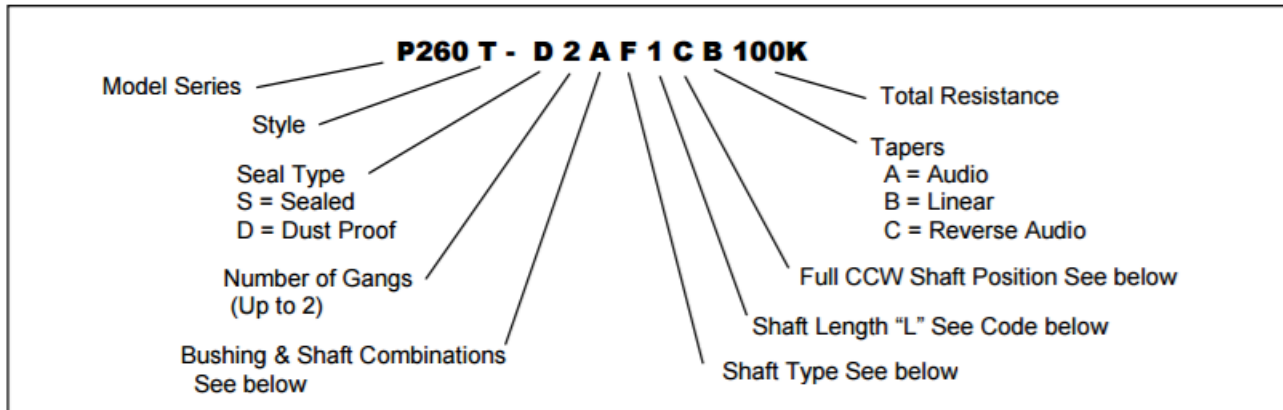 P260 T - D 2 A F 1 C B 100K
Model Series
Total Resistance
Style
Tapers
A = Audio
B = Linear
C = Reverse Audio
Seal Type
S = Sealed
D = Dust Proof
Number of Gangs
(Up to 2)
Full CCW Shaft Position See below
Shaft Length “L” See Code below
Bushing & Shaft Combinations
See below
Shaft Type See below